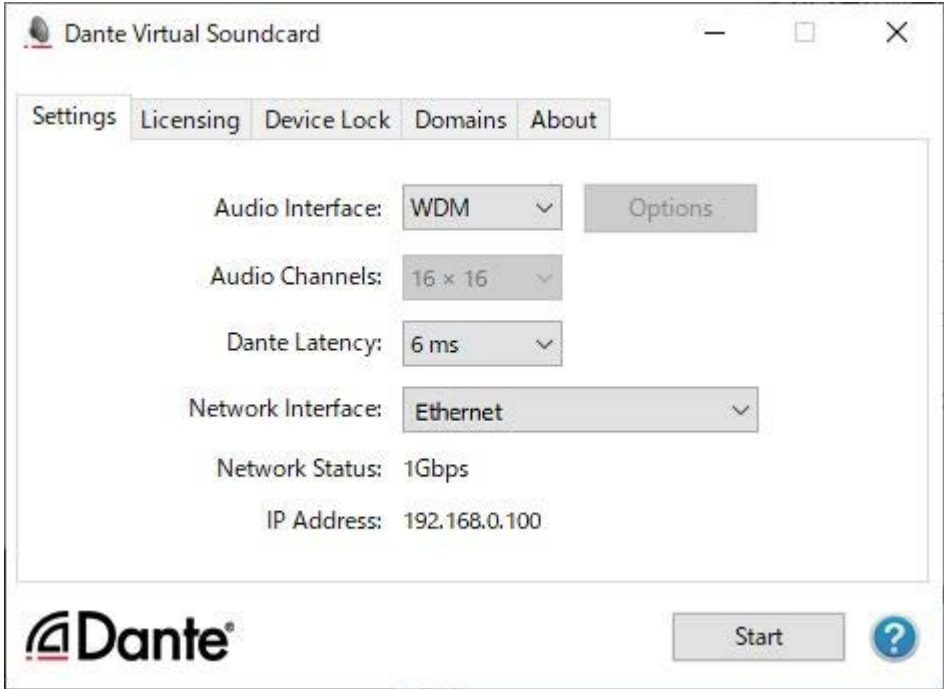 Dante Virtual Soundcard
Settings Licensing Device Lock Domains About
Audio Interface: WDM Options
Audio Channels: 16 × 16
Dante Latency: 6 ms
Network Interface: Ethernet
Network Status: 1Gbps
IP Address: 192.168.0.100
Dante® Start ?